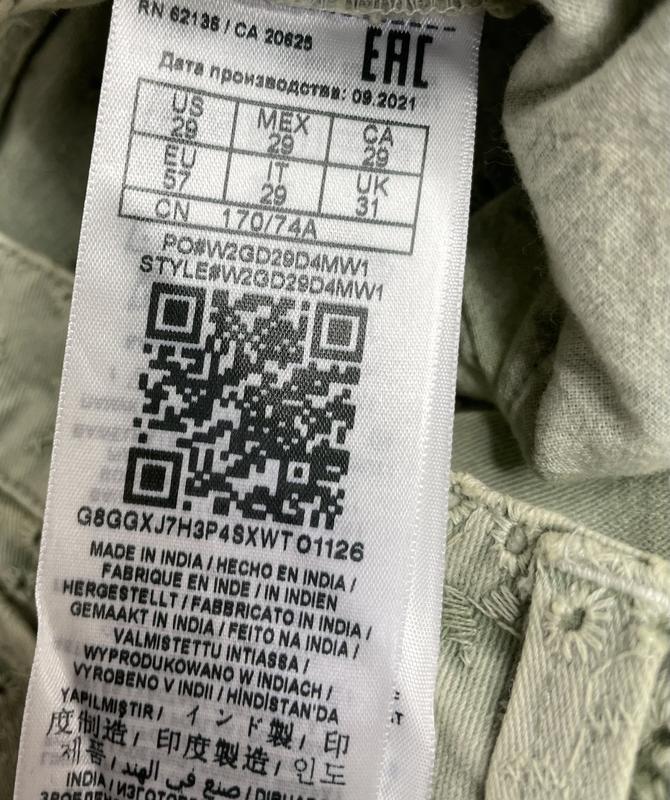 RN 62136 / CA 20625
EAC
Дата производства: 09.2021
US 29 MEX 29 CA 29
EU 57 IT 29 UK 31
CN 170/74A
PO#W2GD29D4MW1
STYLE#W2GD29D4MW1
G8GGXJ7H3P4SXWT01126
MADE IN INDIA / HECHO EN INDIA /
FABRIQUE EN INDE / IN INDIEN
HERGESTELLT / FABBRICATO IN INDIA /
GEMAAKT IN INDIA / FEITO NA INDIA /
VALMISTETTU INTIASSA /
WYPRODUKOWANO W INDIACH /
VYROBENO V INDII / HİNDİSTAN'DA
YAPILMIŞTIR / インド製 / 印
度制造 / 印度製造 / 인도
제품 / صنع في الهند /
INDIA /